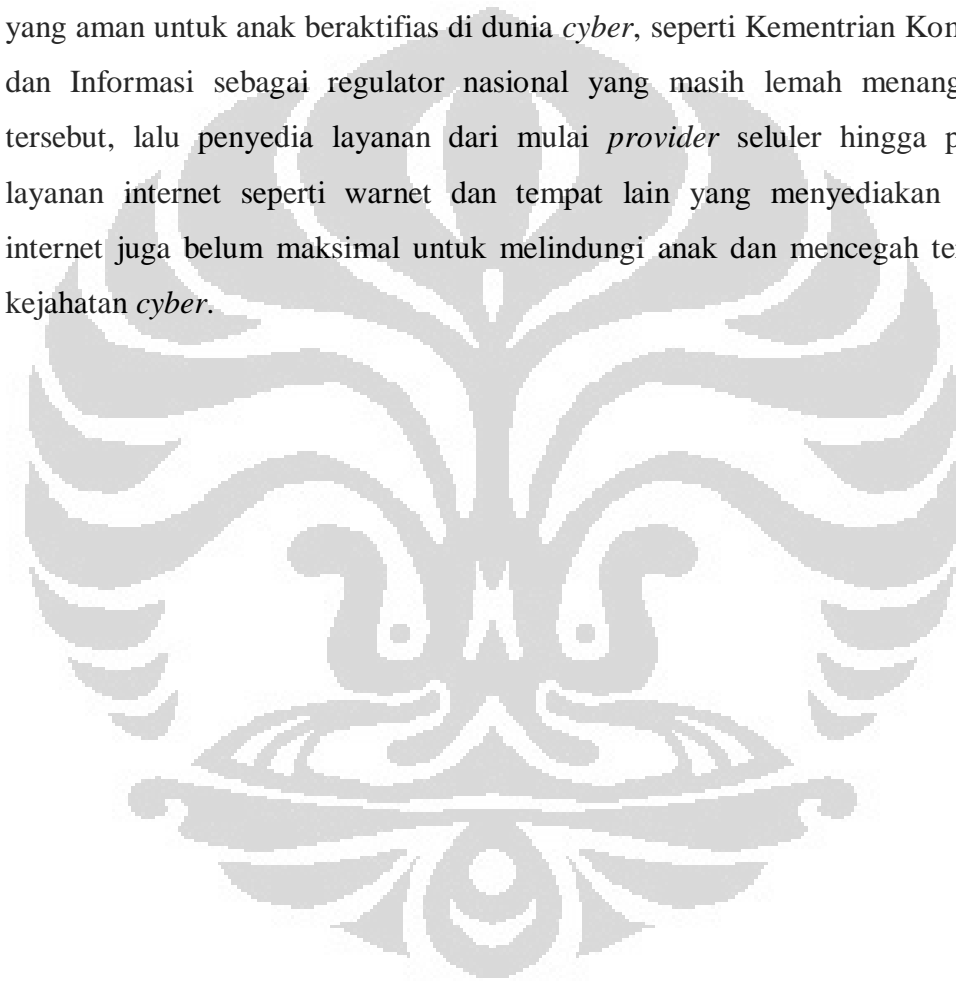 yang aman untuk anak beraktifias di dunia cyber, seperti Kementrian Kom
dan Informasi sebagai regulator nasional yang masih lemah menang
tersebut, lalu penyedia layanan dari mulai provider seluler hingga p
layanan internet seperti warnet dan tempat lain yang menyediakan
internet juga belum maksimal untuk melindungi anak dan mencegah te
kejahatan cyber.